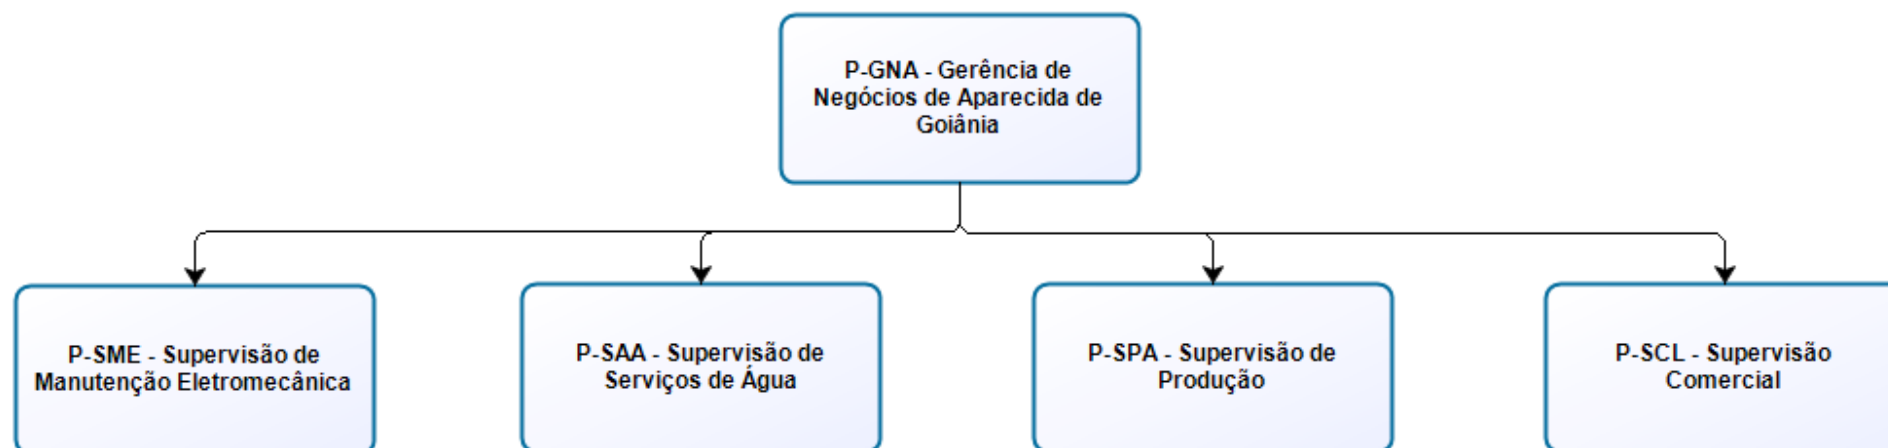 P-GNA - Gerência de
Negócios de Aparecida de
Goiânia
P-SME - Supervisão de
Manutenção Eletromecânica
P-SAA - Supervisão de
Serviços de Água
P-SPA - Supervisão de
Produção
P-SCL - Supervisão
Comercial